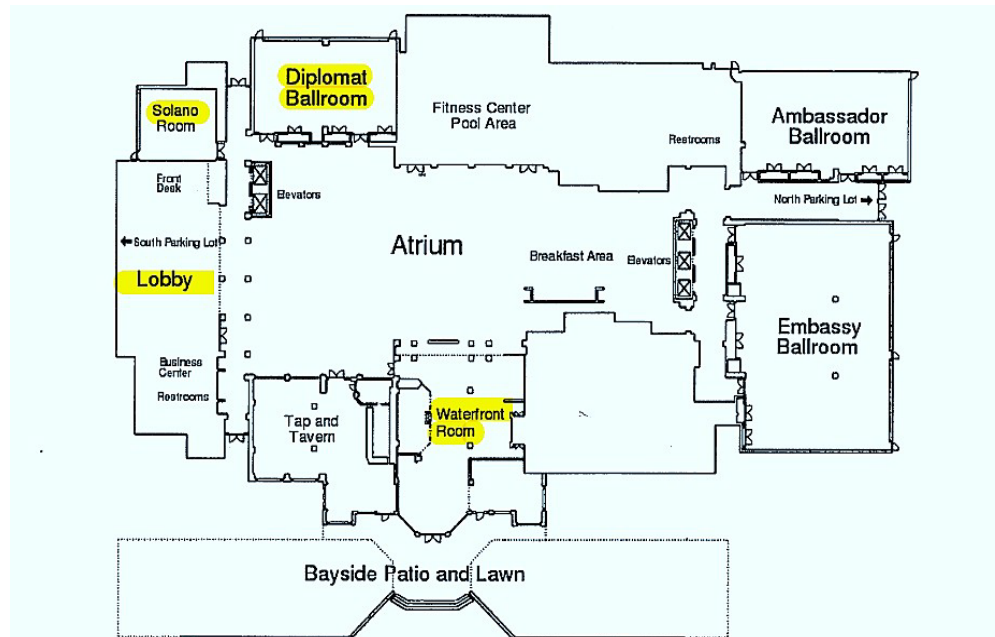 Diplomat
Ballroom
Solano
Room
Fitness Center
Pool Area
Restrooms
Ambassador
Ballroom
Front
Desk
Elevators
North Parking Lot
South Parking Lot
Atrium
Breakfast Area
Elevators
Lobby
Embassy
Ballroom
Business
Center
Restrooms
Tap and
Tavern
Waterfront
Room
Bayside Patio and Lawn